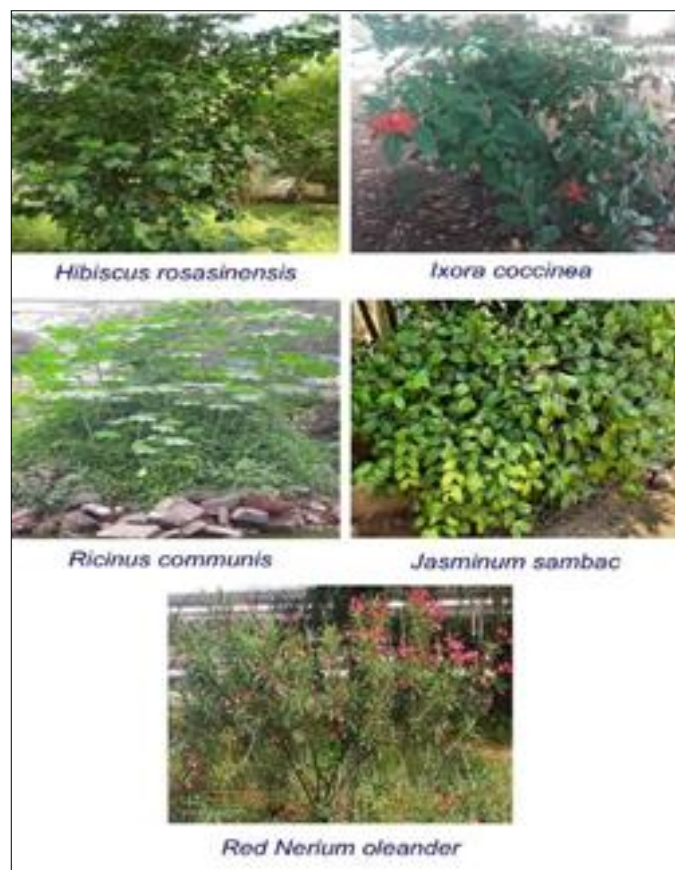 Hibiscus rosasinensis
Ixora coccinea
Ricinus communis
Jasminum sambac
Red Nerium oleander